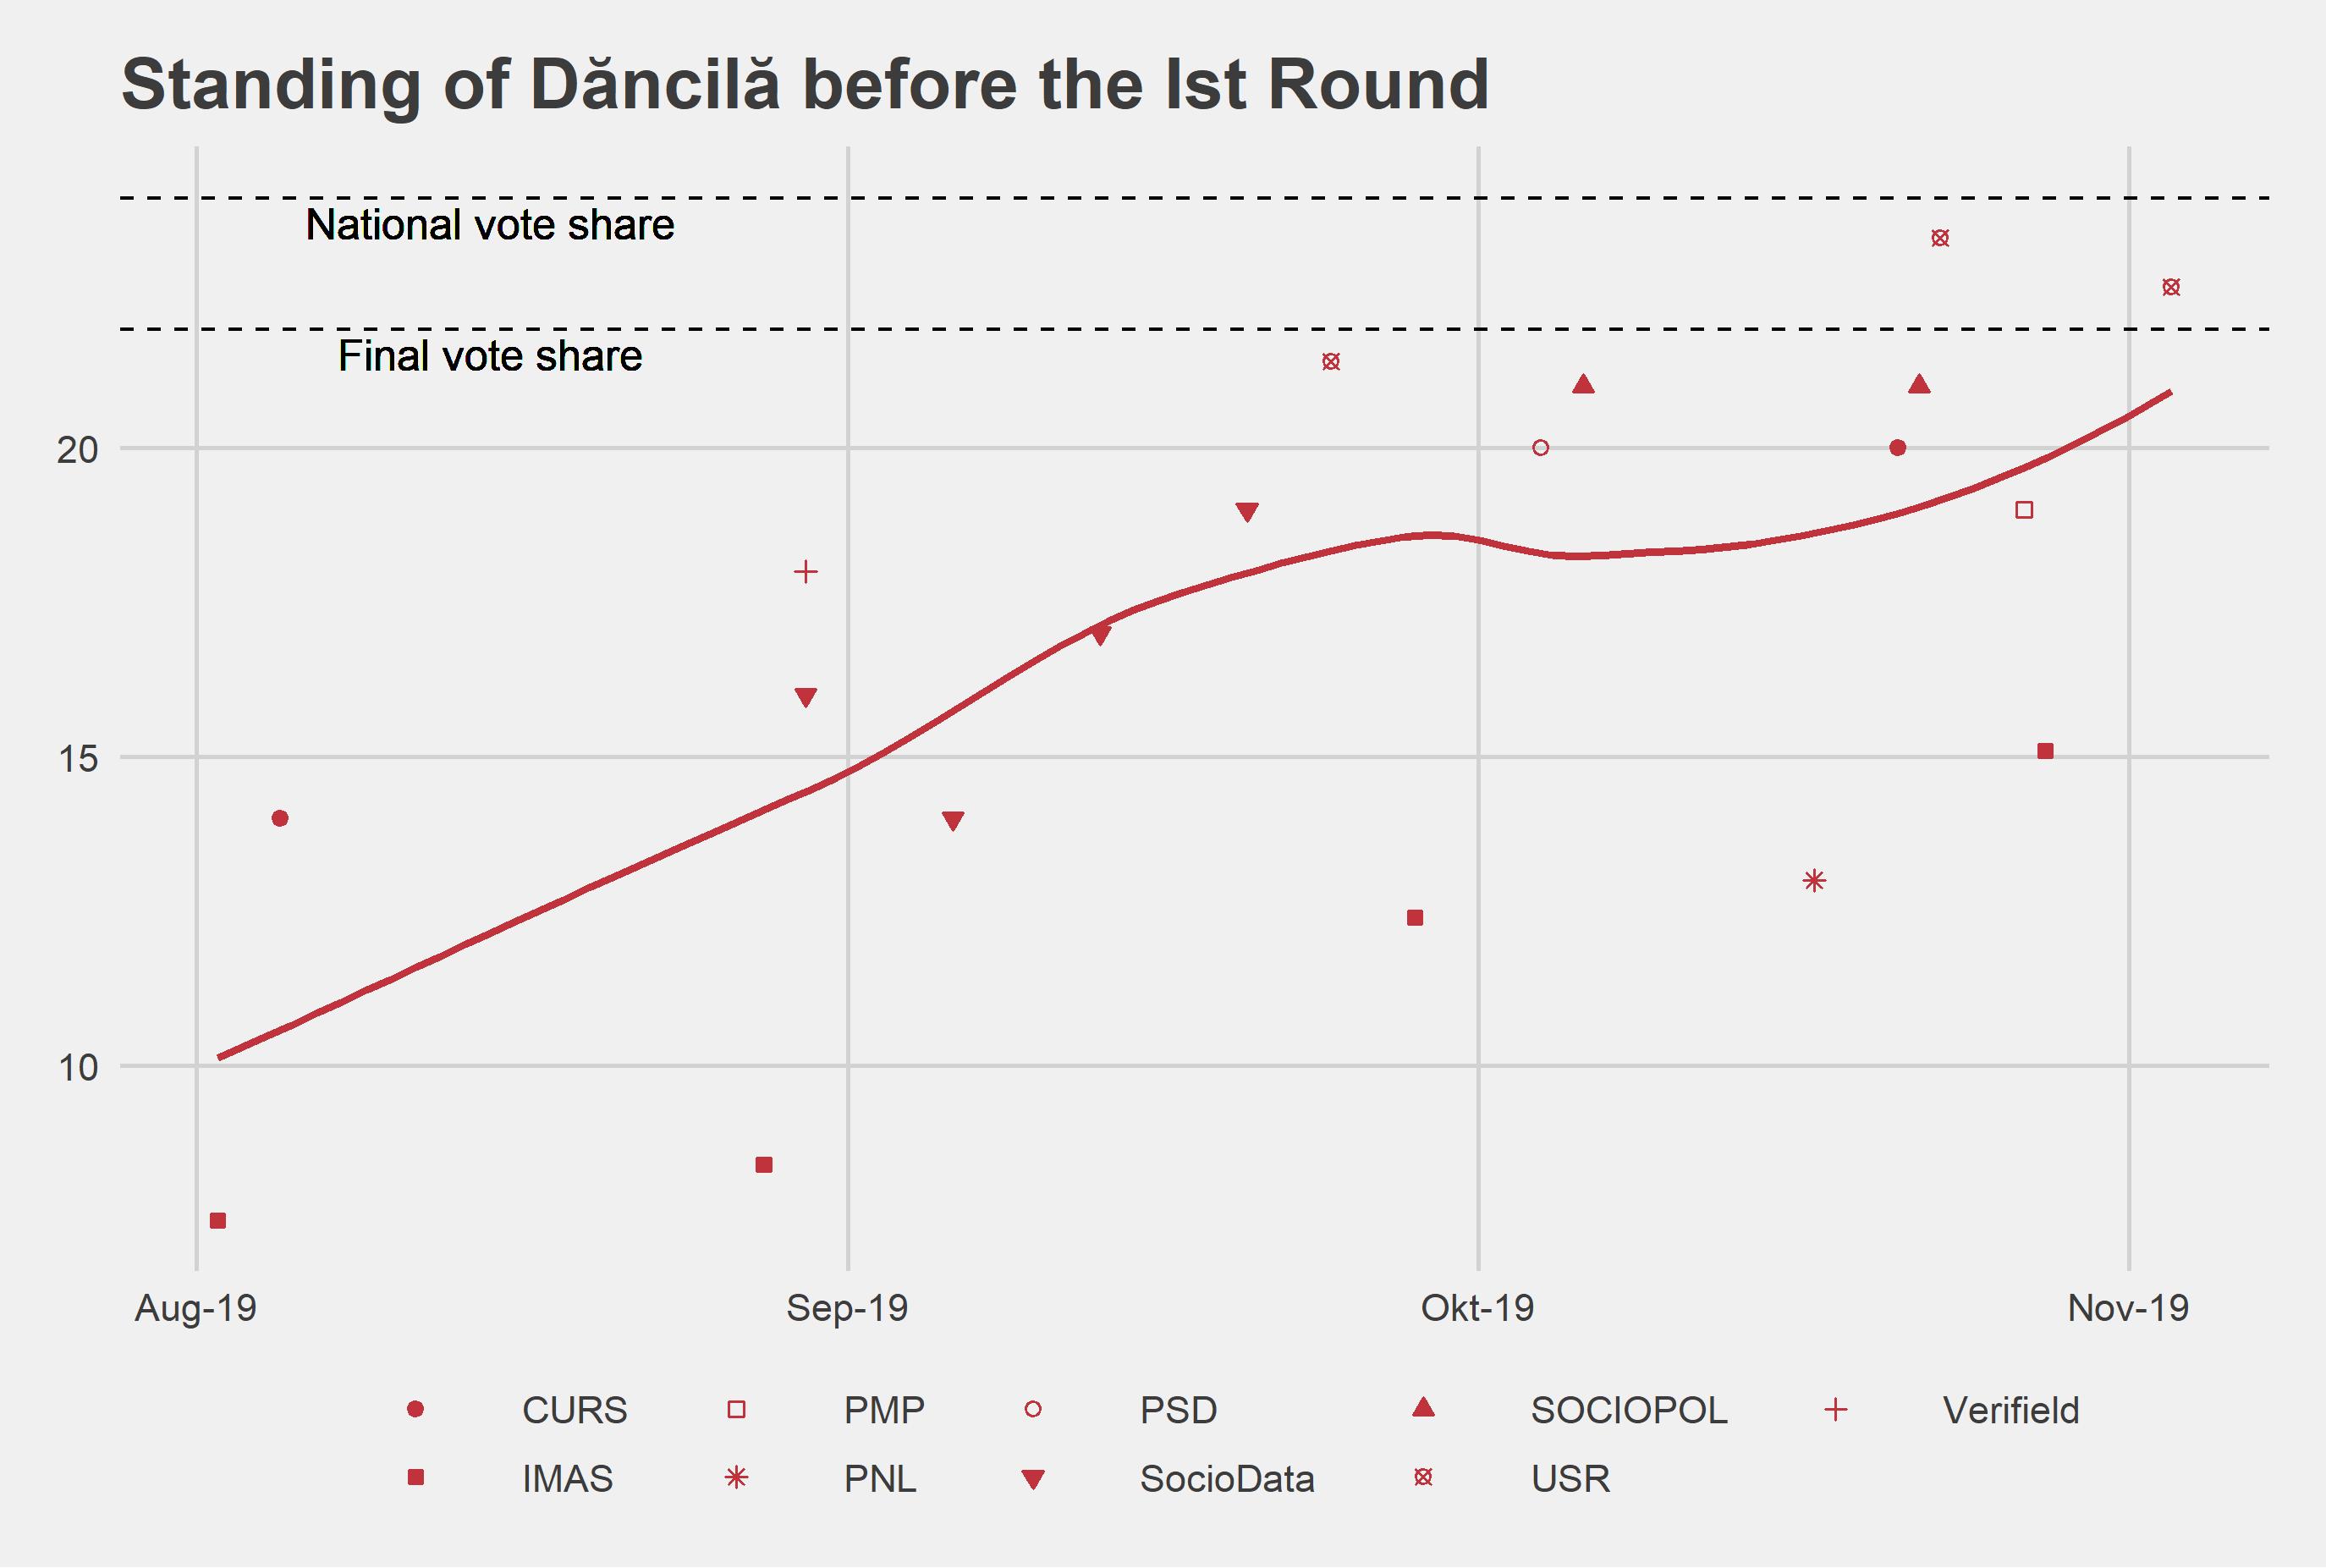 Standing of Dăncilă before the Ist Round
National vote share
Final vote share
20
15
10
Aug-19 Sep-19 Okt-19 Nov-19
CURS PMP PSD SOCIOPOL Verifield
IMAS PNL SocioData USR